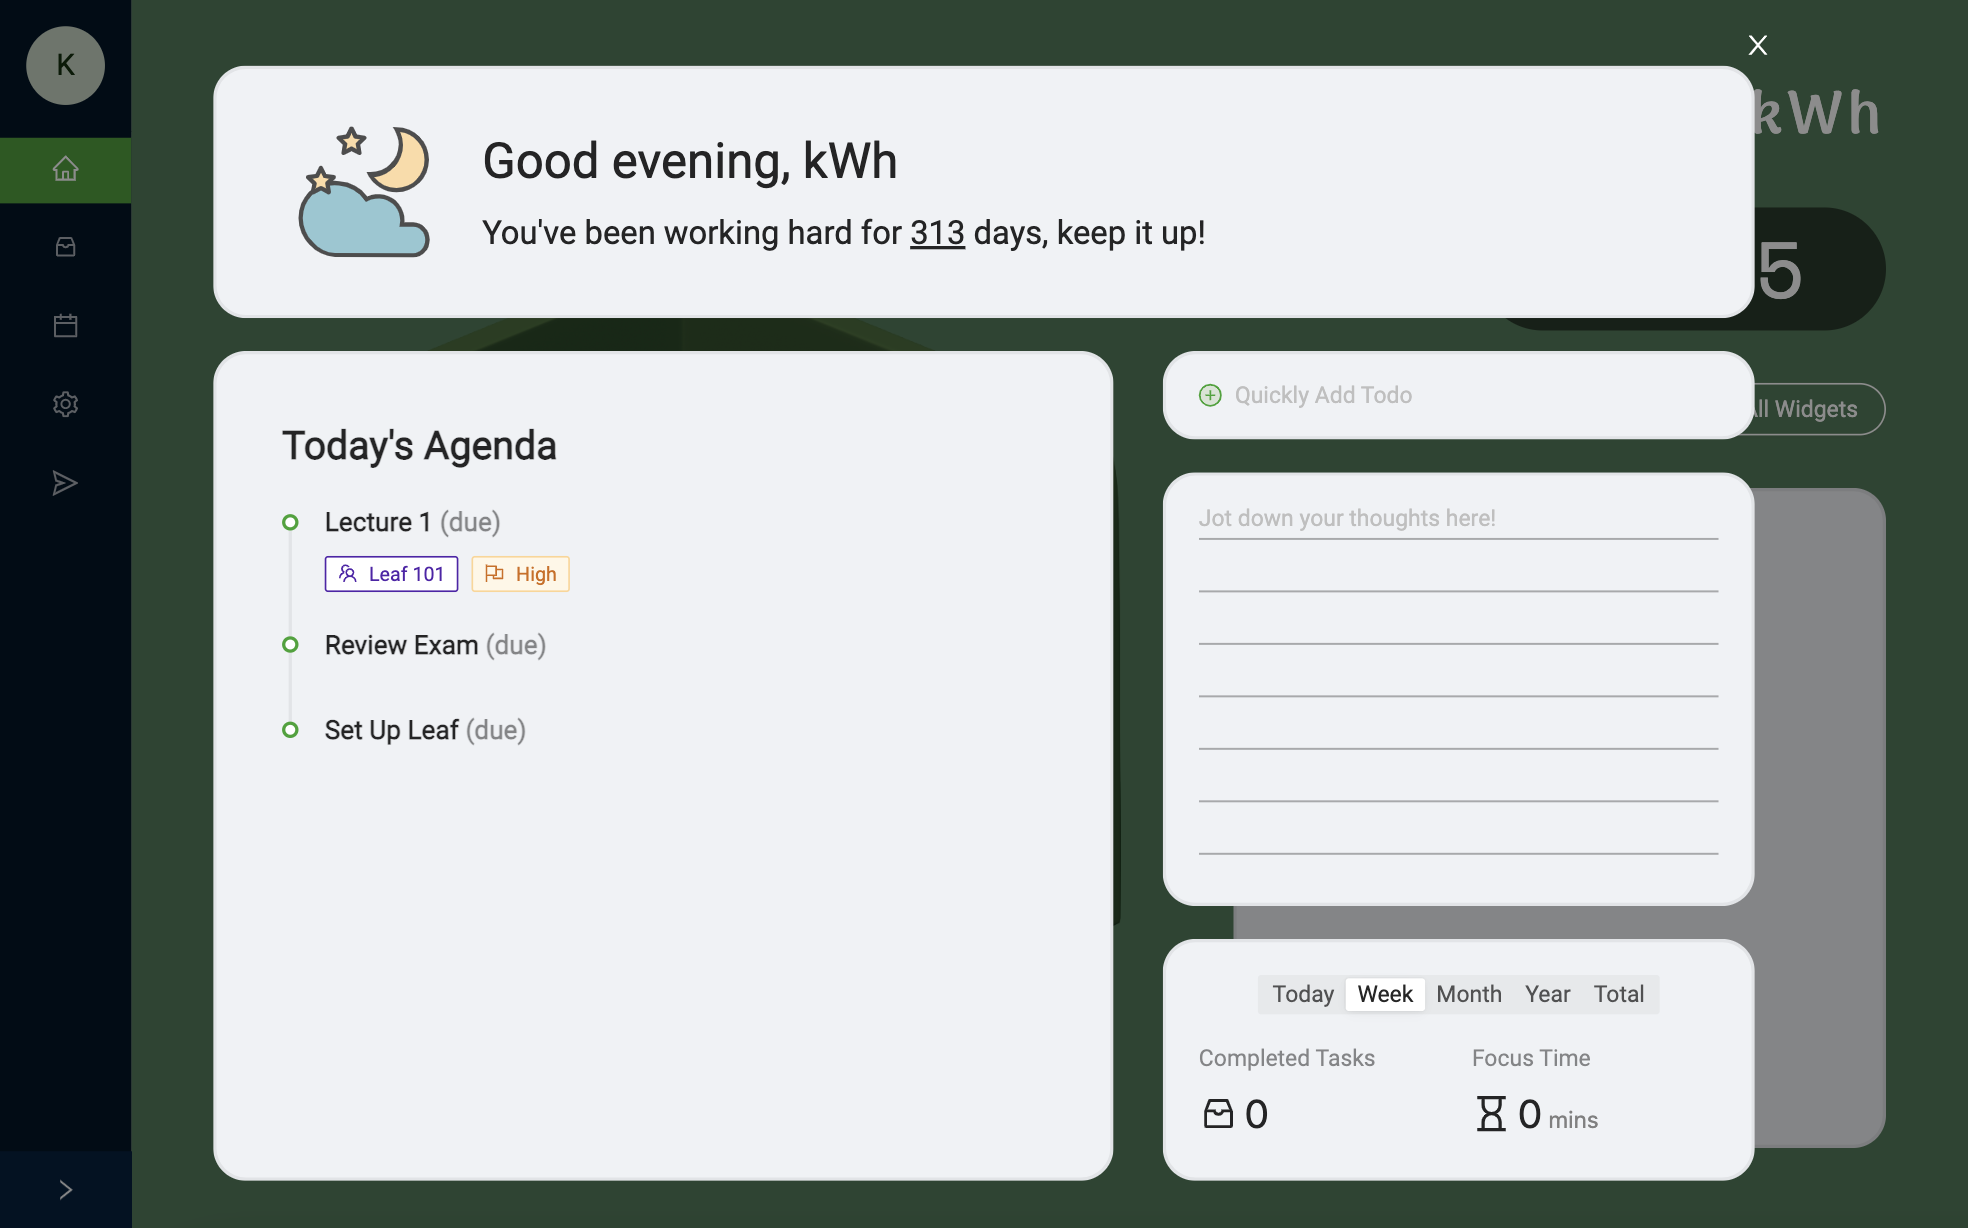 K
X
kWh
Good evening, kWh
You've been working hard for 313 days, keep it up!
5
Quickly Add Todo
Widgets
Today's Agenda
Lecture 1 (due)
Leaf 101
High
Review Exam (due)
Set Up Leaf (due)
Jot down your thoughts here!
Today Week Month Year Total
Completed Tasks
Focus Time
0
0 mins